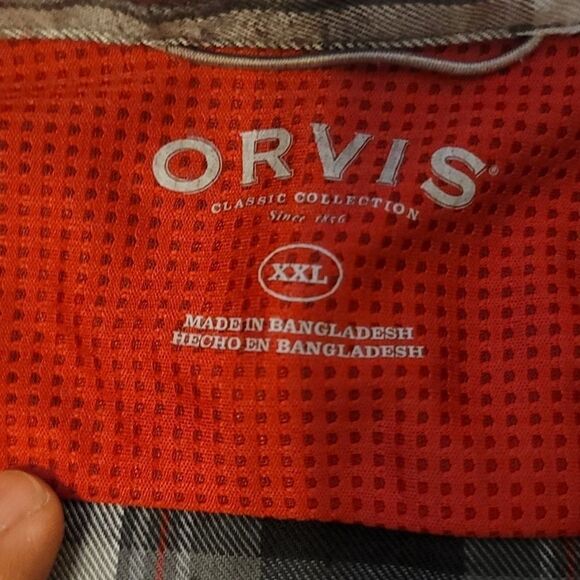 ORVIS®
CLASSIC COLLECTION
Since 1856
XXL
MADE IN BANGLADESH
HECHO EN BANGLADESH